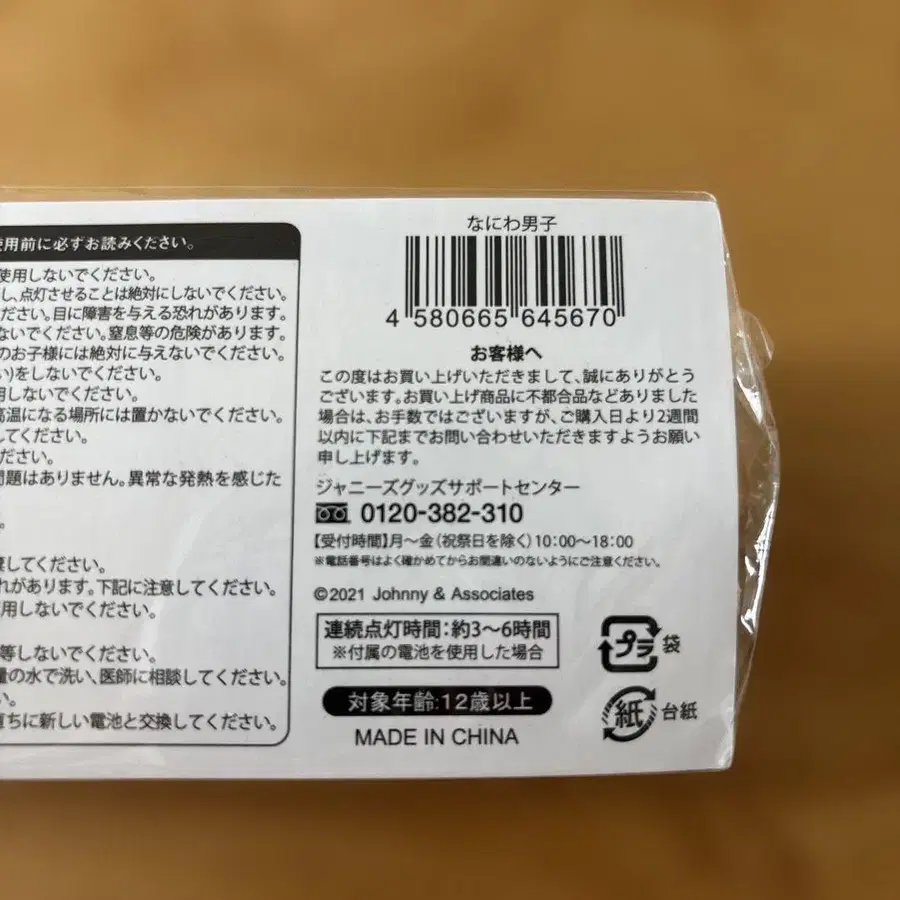 使用前に必ずお読みください。
使用しないでください。
し、点灯させることは絶対にしないでください。
ださい。目に障害を与える恐れがあります。
ないでください。窒息等の危険があります。
のお子様には絶対に与えないでください。
い)をしないでください。
用しないでください。
高温になる場所には置かないでください。
してください。
ださい。
問題はありません。異常な発熱を感じた
してください。
れがあります。下記に注意してください。
用しないでください。
等しないでください。
量の水で洗い、医師に相談してください。
い。
直ちに新しい電池と交換してください。
なにわ男子
4 580665 645670
お客様へ
この度はお買い上げいただきまして、誠にありがとう
ございます。お買い上げ商品に不都合品などありました
場合は、お手数ではございますが、ご購入日より2週間
以内に下記までお問い合わせいただきますようお願い
申し上げます。
ジャニーズグッズサポートセンター
0120-382-310
【受付時間】月〜金(祝祭日を除く)10:00〜18:00
※電話番号はよく確かめてからお間違いのないようにご注意ください。
©2021 Johnny & Associates
連続点灯時間:約3〜6時間
※付属の電池を使用した場合
対象年齢:12歳以上
MADE IN CHINA
プラ 袋
紙 台紙